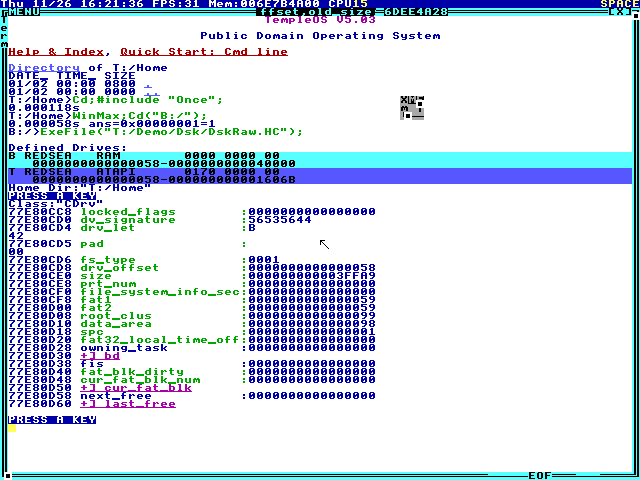 Thu 11/26 16:21:36 FPS:31 Mem:006E7B4A00 CPU15 SPACE
MENU ffset,old_size=6DEE4A28 [X]
Term
TempleOS V5.03
Public Domain Operating System
Help & Index, Quick Start: Cmd line
Directory of T:/Home
DATE_ TIME_ SIZE
01/02 00:00 0800 .
01/02 00:00 0000 ..
T:/Home>Cd;#include "Once";
0.000118s
T:/Home>WinMax;Cd("B:/");
0.000058s ans=0x00000001=1
B:/>ExeFile("T:/Demo/Dsk/DskRaw.HC");
Defined Drives:
B REDSEA RAM 0000 0000 00
0000000000000058-0000000000040000
T REDSEA ATAPI 0170 0000 00
0000000000000058-000000000001606B
Home Dir:"T:/Home"
PRESS A KEY
Class:"CDrv"
77E80CC8 locked_flags :0000000000000000
77E80CD0 dv_signature :56535644
77E80CD4 drv_let :B
42
77E80CD5 pad :
00
77E80CD6 fs_type :0001
77E80CD8 drv_offset :0000000000000058
77E80CE0 size :000000000003FFA9
77E80CE8 prt_num :0000000000000000
77E80CF0 file_system_info_sec:0000000000000000
77E80CF8 fat1 :0000000000000059
77E80D00 fat2 :0000000000000059
77E80D08 root_clus :0000000000000099
77E80D10 data_area :0000000000000098
77E80D18 spc :0000000000000001
77E80D20 fat32_local_time_off:0000000000000000
77E80D28 owning_task :0000000000000000
77E80D30 +] bd
77E80D38 fis :0000000000000000
77E80D40 fat_blk_dirty :0000000000000000
77E80D48 cur_fat_blk_num :0000000000000000
77E80D50 +] cur_fat_blk
77E80D58 next_free :0000000000000000
77E80D60 +] last_free
PRESS A KEY
EOF